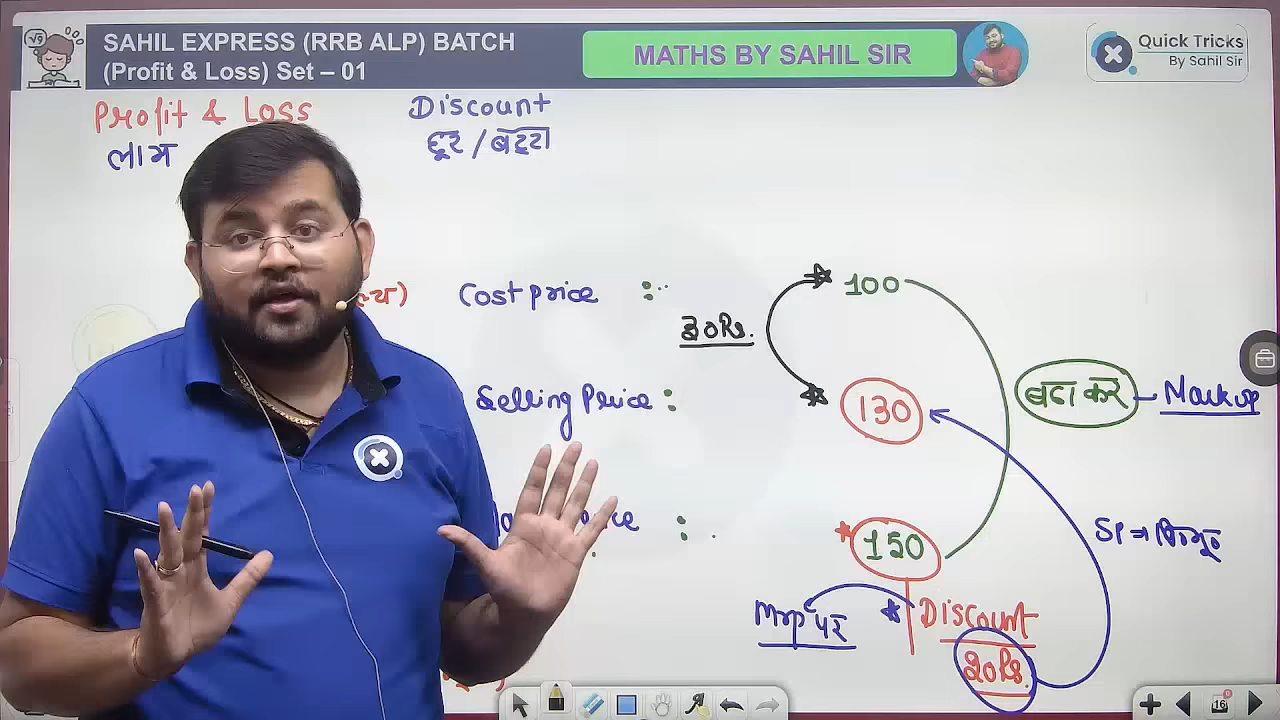 SAHIL EXPRESS (RRB ALP) BATCH
(Profit & Loss) Set – 01
MATHS BY SAHIL SIR
Quick Tricks
By Sahil Sir
Profit & Loss
लाभ
Discount
छूट / बट्टा
Cost price : 100
30Rs.
Selling Price : 130
बढ़ा कर - Markup
150
SP
MRP पर
Discount
20Rs.
16